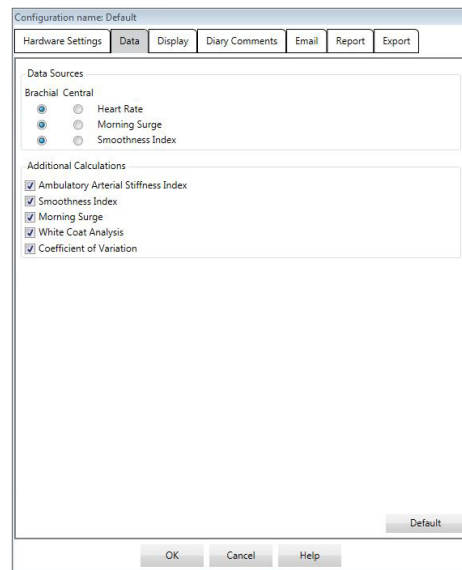 Configuration name: Default
Hardware Settings Data Display Diary Comments Email Report Export
Data Sources
Brachial Central
Heart Rate
Morning Surge
Smoothness Index
Additional Calculations
Ambulatory Arterial Stiffness Index
Smoothness Index
Morning Surge
White Coat Analysis
Coefficient of Variation
Default
OK Cancel Help